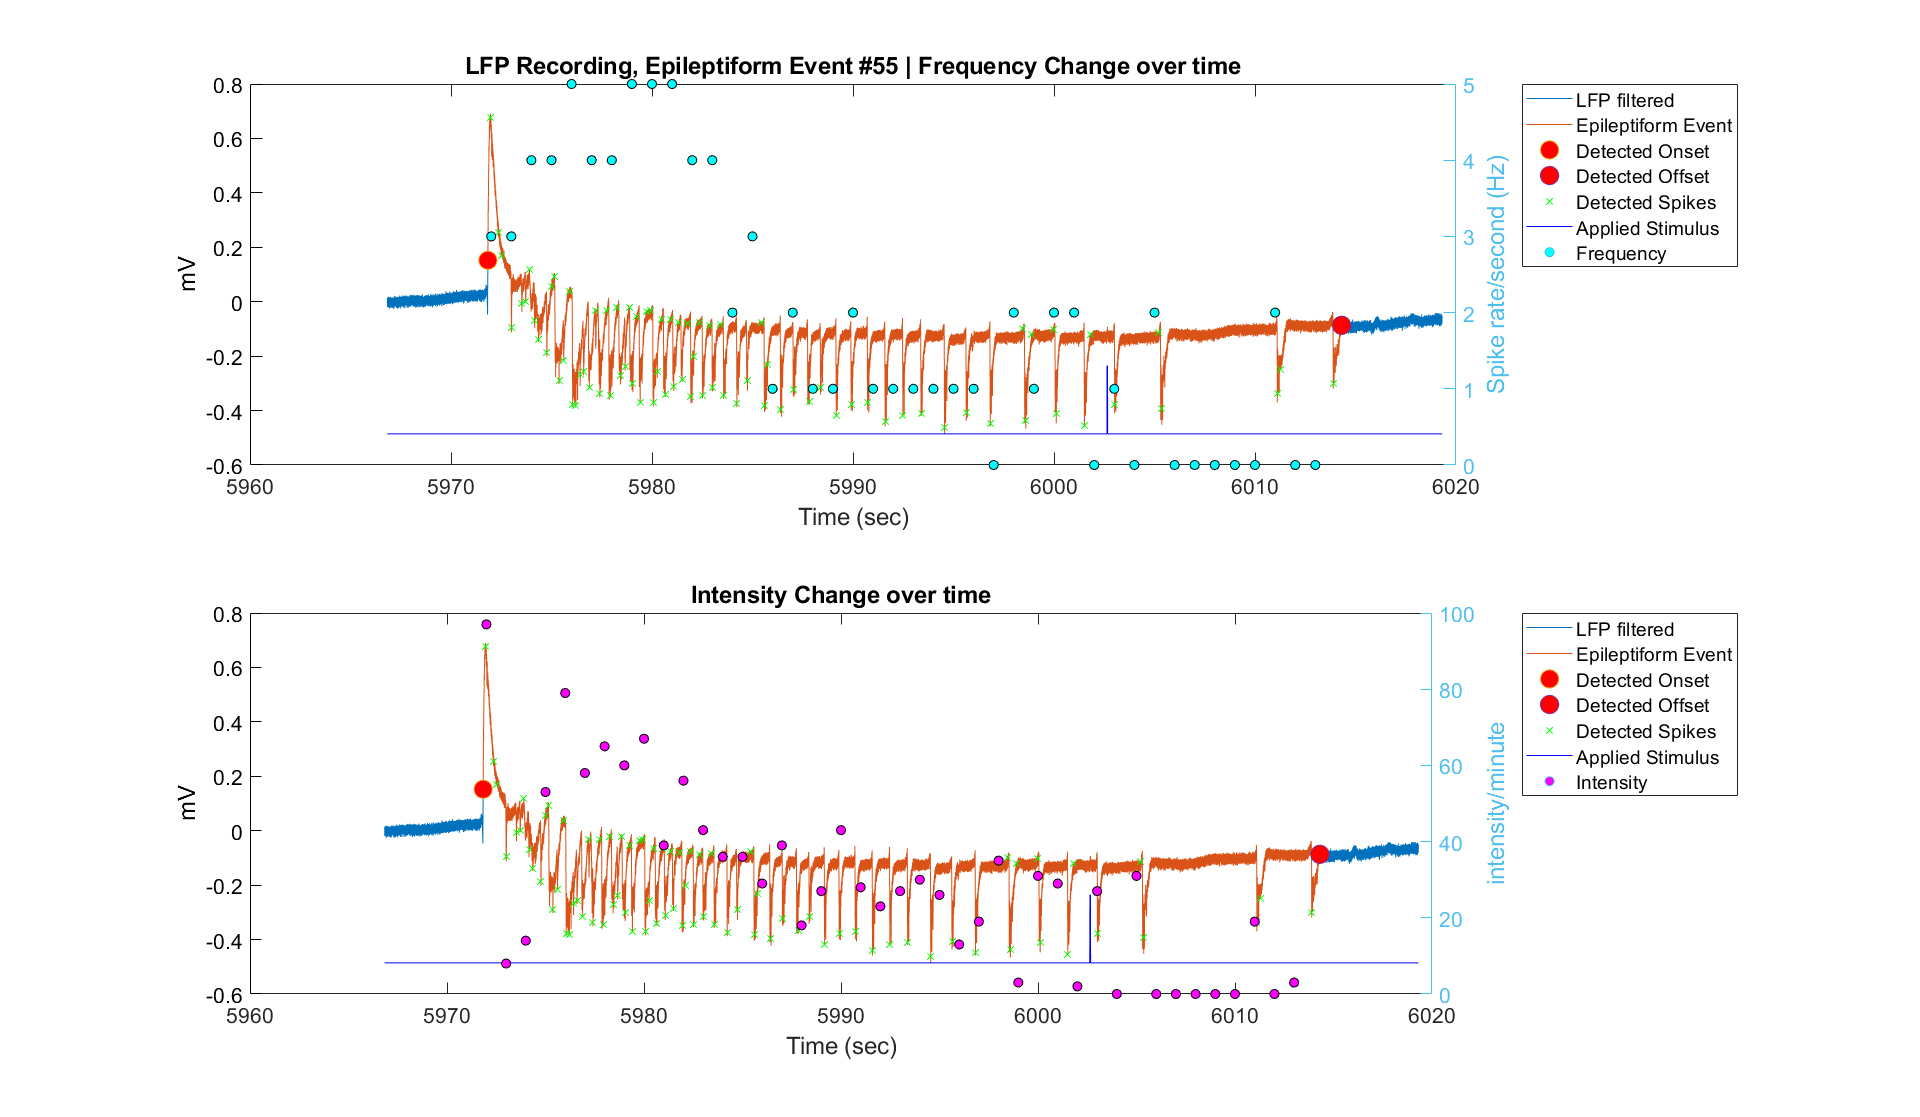 LFP Recording, Epileptiform Event #55 | Frequency Change over time
0.8
0.6
0.4
0.2
0
-0.2
-0.4
-0.6
mV
5960
5970
5980
5990
6000
6010
6020
Time (sec)
5
4
3
2
1
0
Spike rate/second (Hz)
LFP filtered
Epileptiform Event
Detected Onset
Detected Offset
Detected Spikes
Applied Stimulus
Frequency
Intensity Change over time
0.8
0.6
0.4
0.2
0
-0.2
-0.4
-0.6
mV
5960
5970
5980
5990
6000
6010
6020
Time (sec)
100
80
60
40
20
0
intensity/minute
LFP filtered
Epileptiform Event
Detected Onset
Detected Offset
Detected Spikes
Applied Stimulus
Intensity